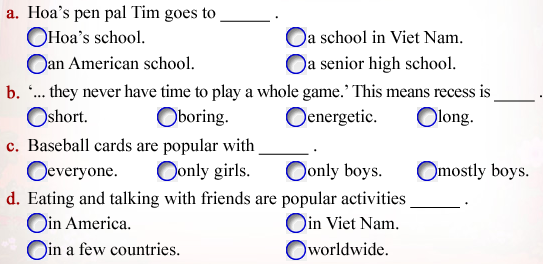 a. Hoa’s pen pal Tim goes to ______ .
Hoa’s school. a school in Viet Nam.
an American school. a senior high school.
b. ‘... they never have time to play a whole game.’ This means recess is _____ .
short. boring. energetic. long.
c. Baseball cards are popular with ______ .
everyone. only girls. only boys. mostly boys.
d. Eating and talking with friends are popular activities ______ .
in America. in Viet Nam.
in a few countries. worldwide.